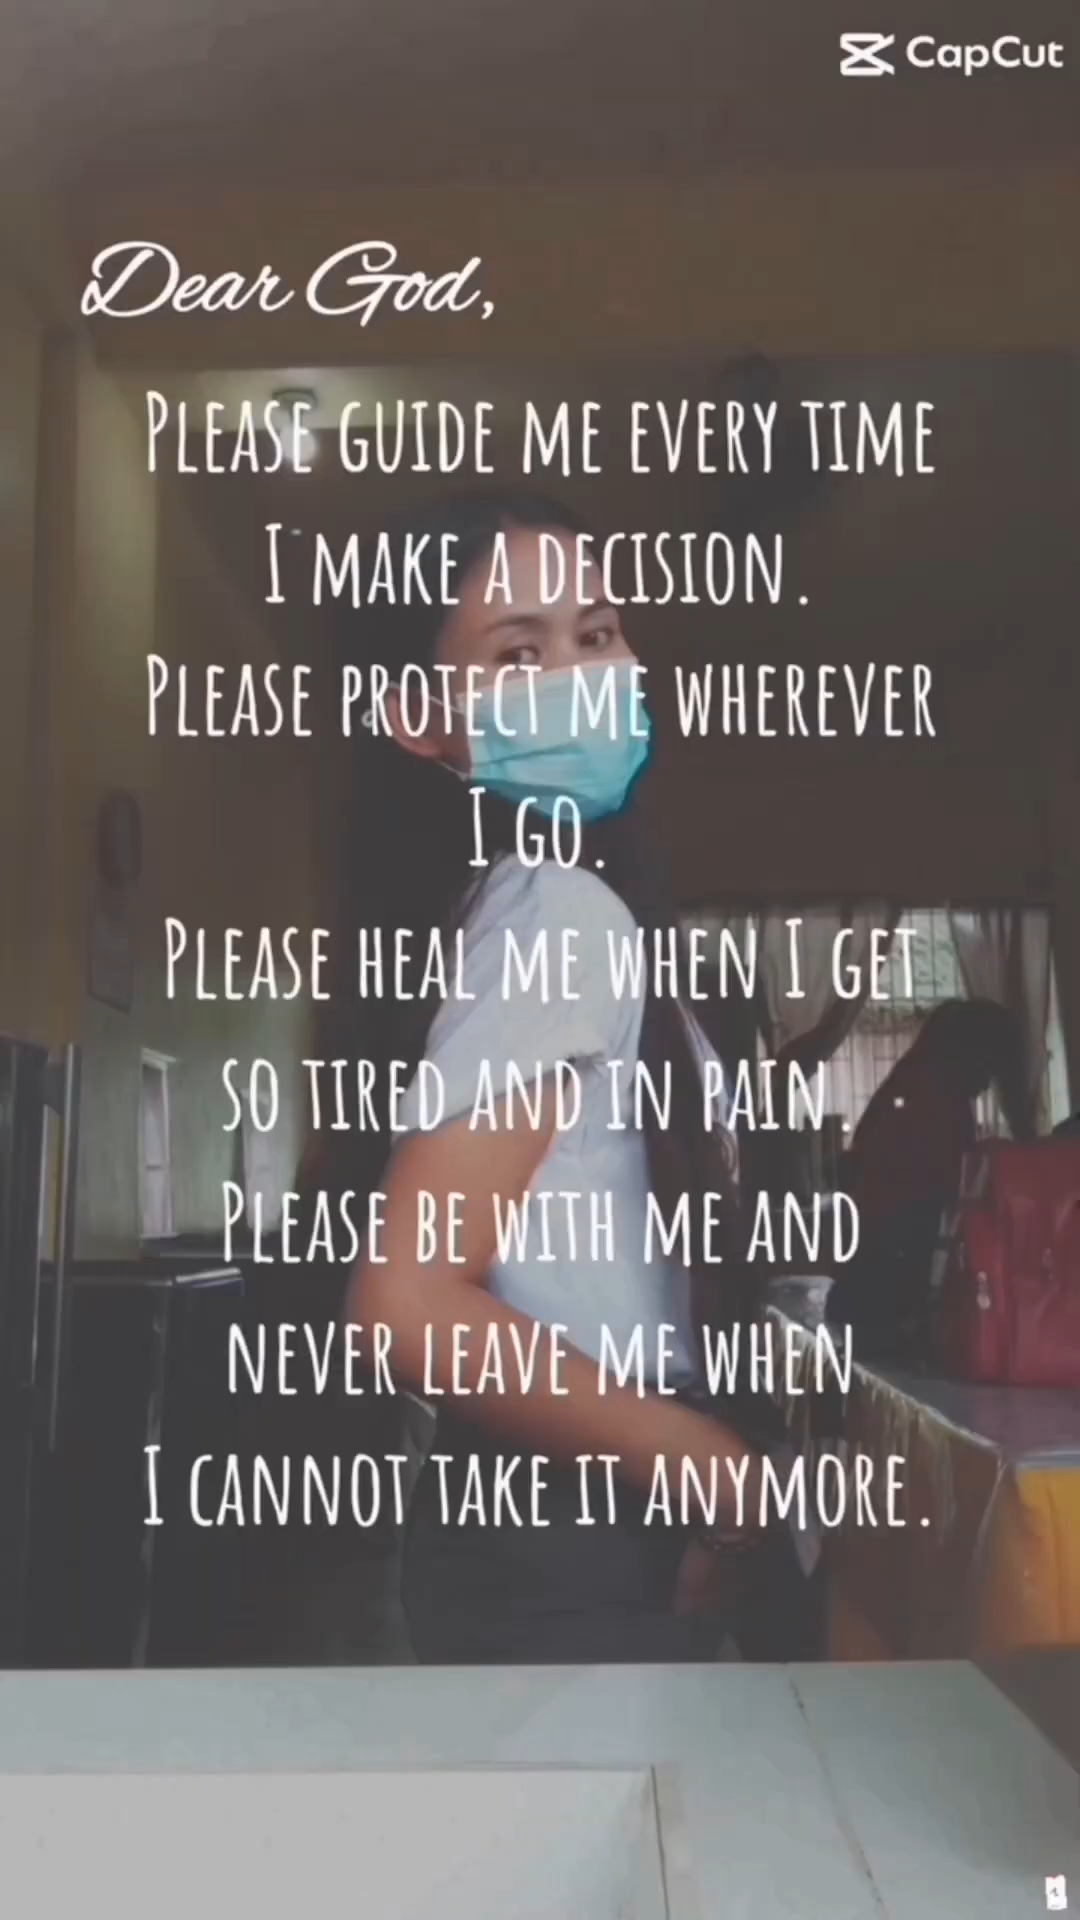 CapCut
Dear God,
PLEASE GUIDE ME EVERY TIME
I MAKE A DECISION.
PLEASE PROTECT ME WHEREVER
I GO.
PLEASE HEAL ME WHEN I GET
SO TIRED AND IN PAIN.
PLEASE BE WITH ME AND
NEVER LEAVE ME WHEN
I CANNOT TAKE IT ANYMORE.